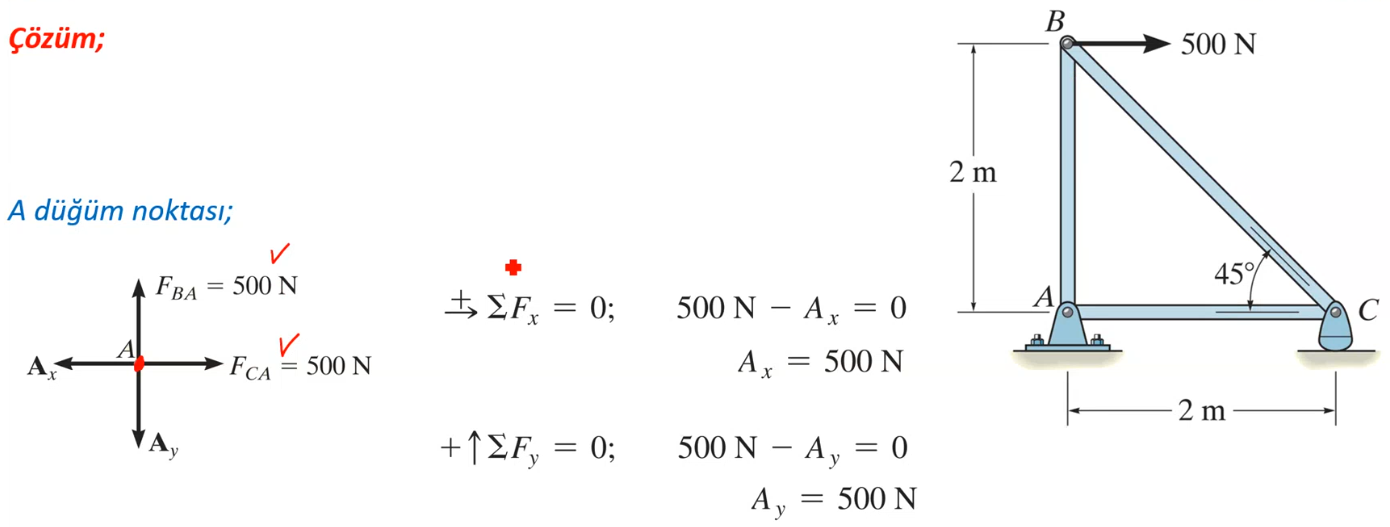 Çözüm;
A düğüm noktası;
F_BA = 500 N
A
F_CA = 500 N
A_x
A_y
+→ ΣF_x = 0; 500 N − A_x = 0
A_x = 500 N
+↑ΣF_y = 0; 500 N − A_y = 0
A_y = 500 N
B
500 N
2 m
45°
A
C
2 m